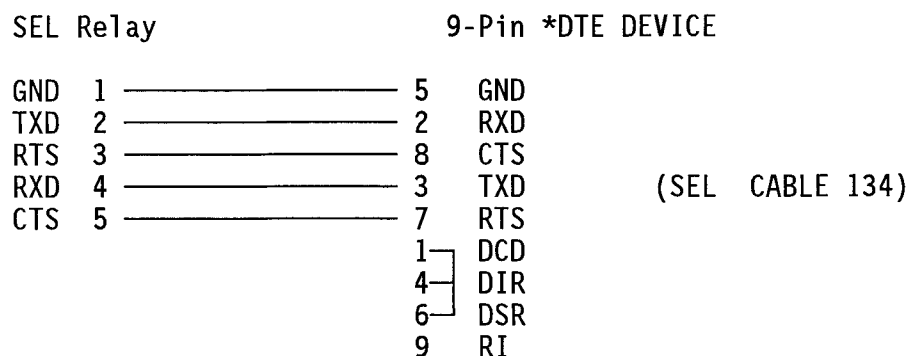 SEL Relay 9-Pin *DTE DEVICE
GND 1 5 GND
TXD 2 2 RXD
RTS 3 8 CTS
RXD 4 3 TXD (SEL CABLE 134)
CTS 5 7 RTS
1 DCD
4 DIR
6 DSR
9 RI